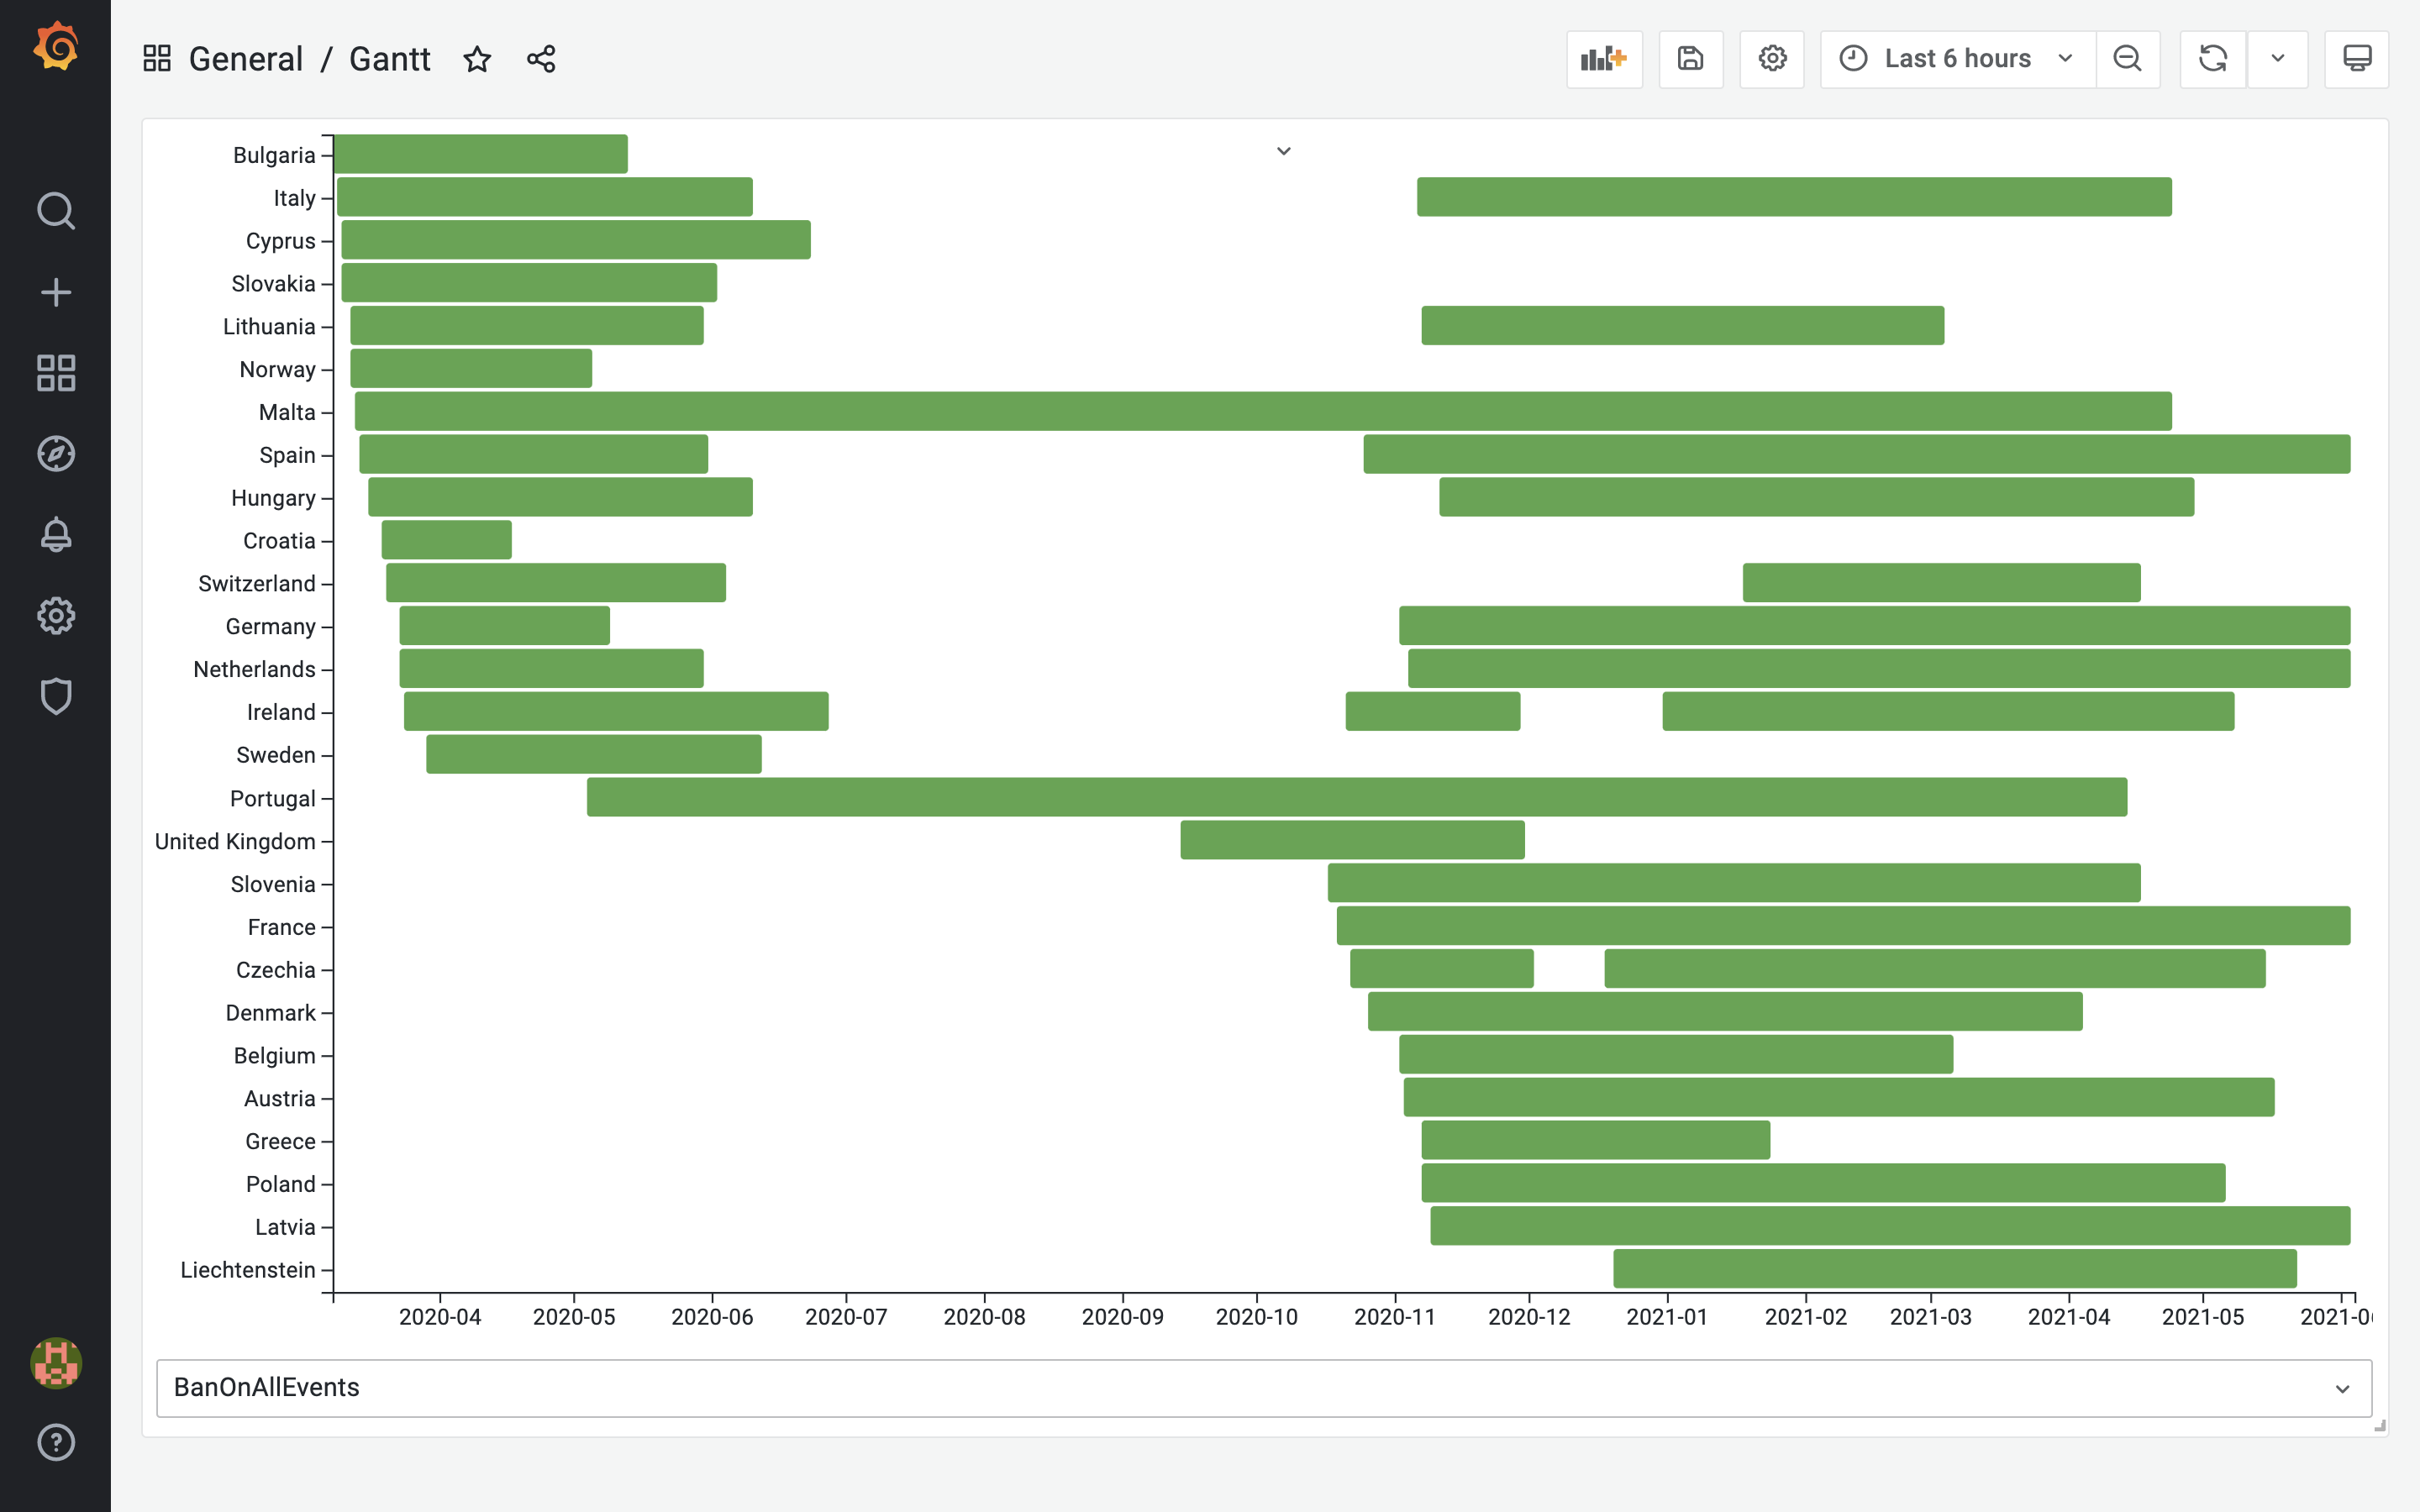 General / Gantt
Last 6 hours
Bulgaria
Italy
Cyprus
Slovakia
Lithuania
Norway
Malta
Spain
Hungary
Croatia
Switzerland
Germany
Netherlands
Ireland
Sweden
Portugal
United Kingdom
Slovenia
France
Czechia
Denmark
Belgium
Austria
Greece
Poland
Latvia
Liechtenstein
2020-04 2020-05 2020-06 2020-07 2020-08 2020-09 2020-10 2020-11 2020-12 2021-01 2021-02 2021-03 2021-04 2021-05 2021-0
BanOnAllEvents